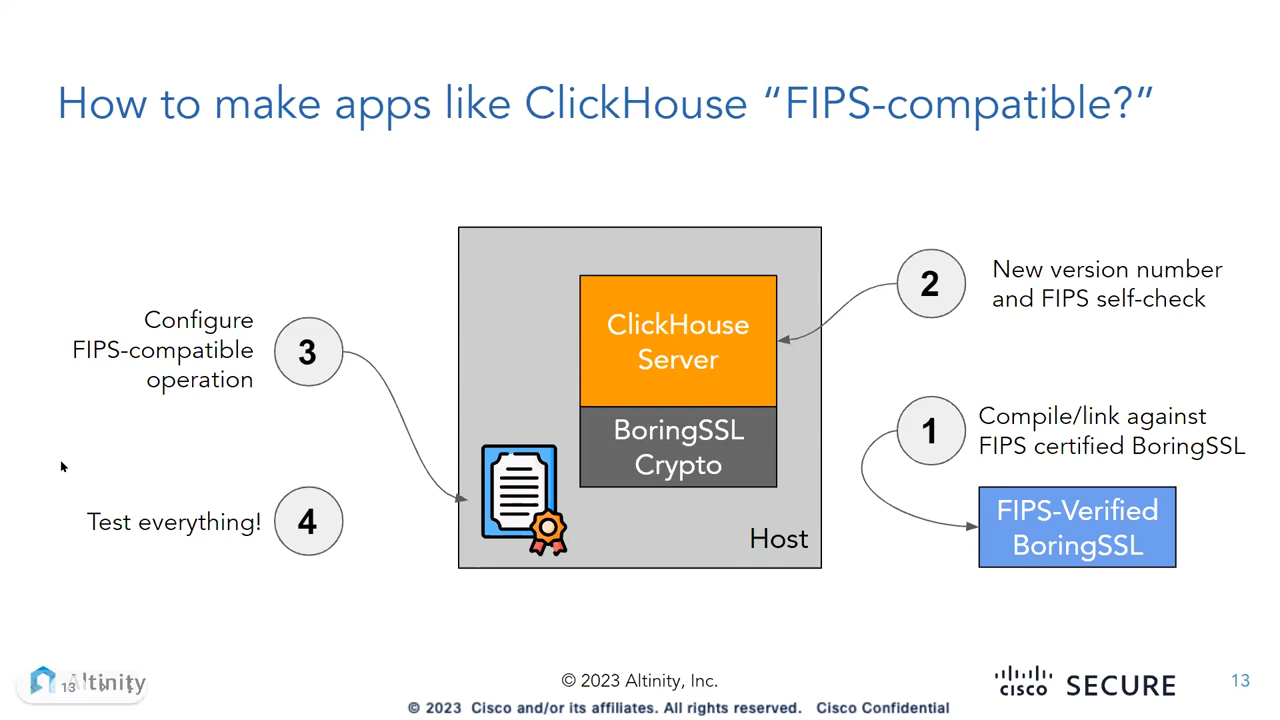 How to make apps like ClickHouse “FIPS-compatible?”
2
New version number
and FIPS self-check
Configure
FIPS-compatible
operation
3
ClickHouse
Server
BoringSSL
Crypto
1
Compile/link against
FIPS certified BoringSSL
FIPS-Verified
BoringSSL
Test everything!
4
Host
Altinity
13
© 2023 Altinity, Inc.
cisco SECURE
13
© 2023 Cisco and/or its affiliates. All rights reserved. Cisco Confidential